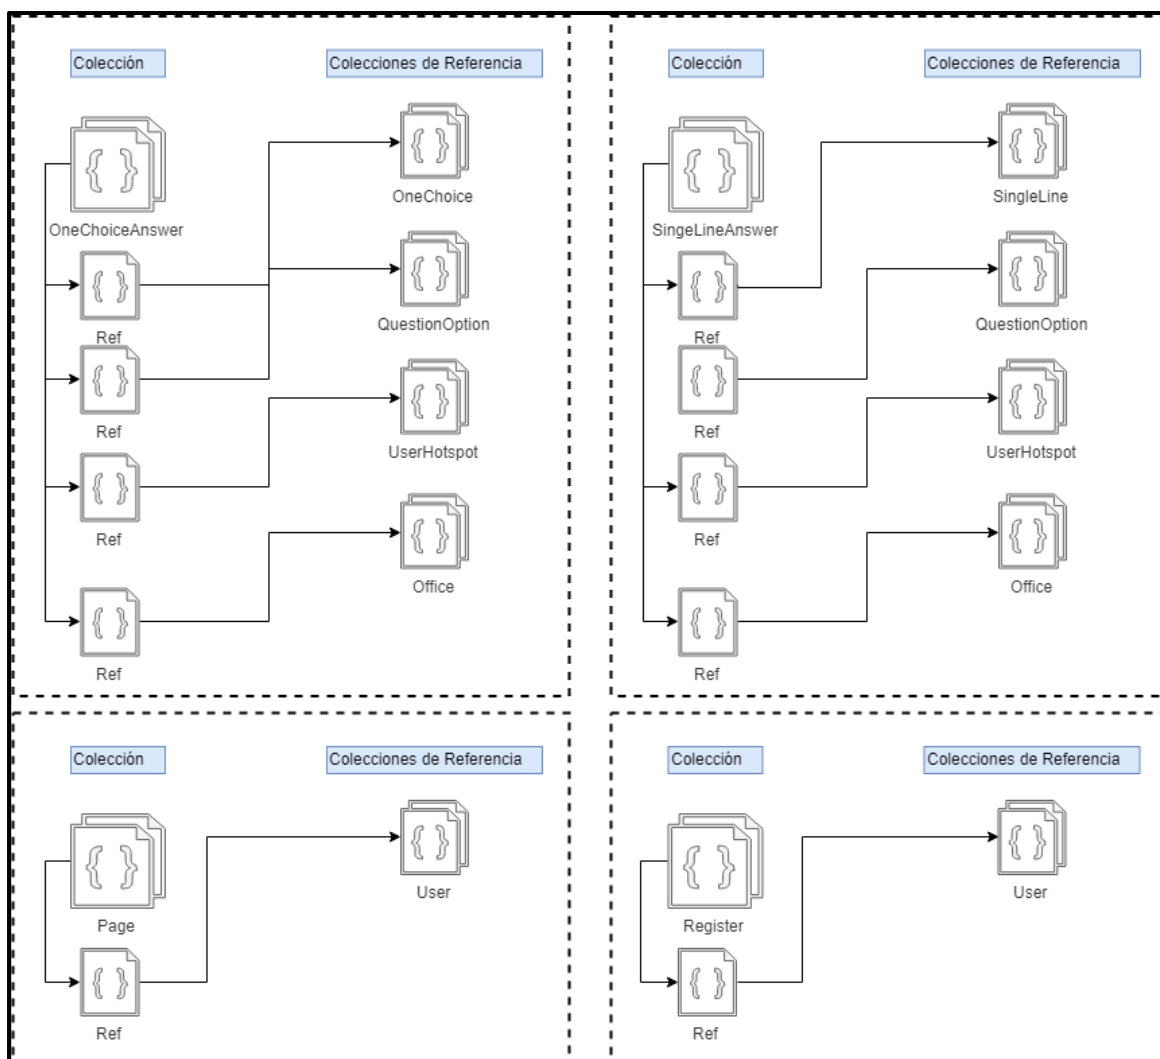 Colección
Colecciones de Referencia
OneChoiceAnswer
OneChoice
Ref
QuestionOption
Ref
UserHotspot
Ref
Office
Ref
Colección
Colecciones de Referencia
SingeLineAnswer
SingleLine
Ref
QuestionOption
Ref
UserHotspot
Ref
Office
Ref
Colección
Colecciones de Referencia
Page
User
Ref
Colección
Colecciones de Referencia
Register
User
Ref